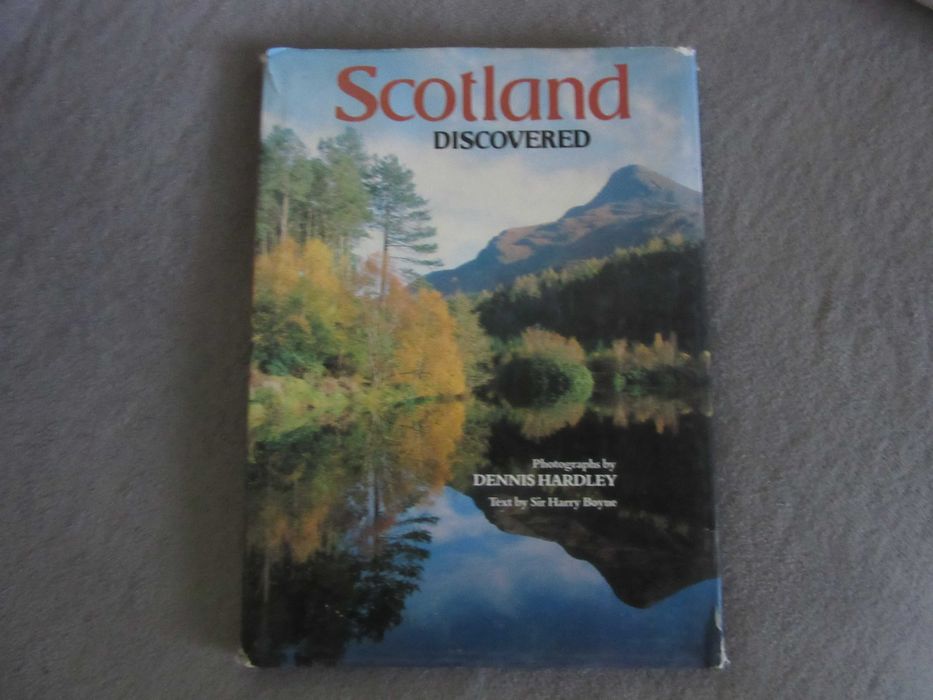 Scotland
DISCOVERED
Photographs by
DENNIS HARDLEY
Text by Sir Harry Boyne